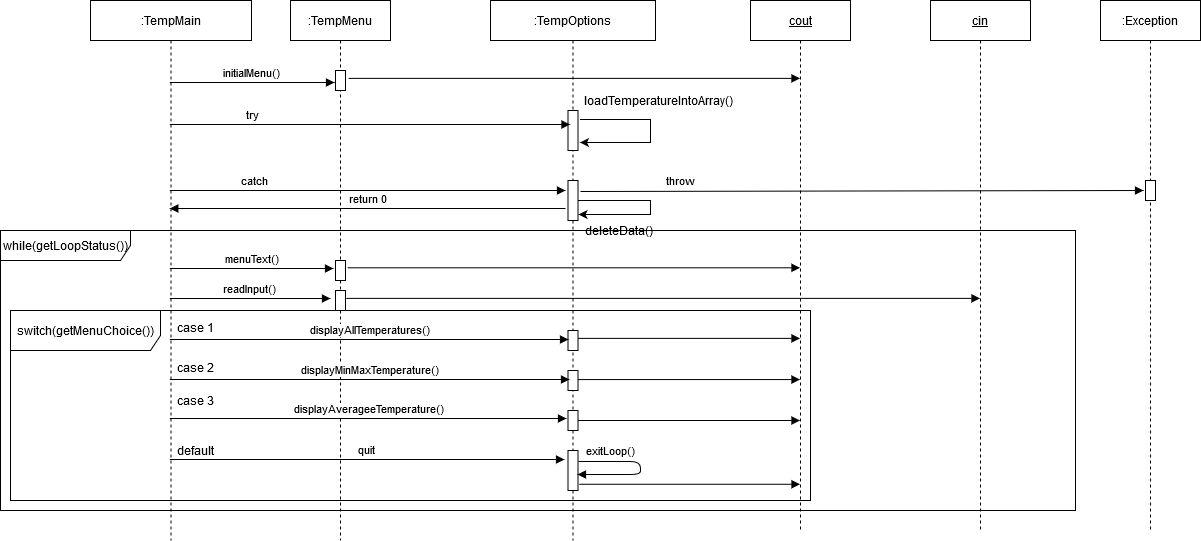 :TempMain
:TempMenu
:TempOptions
cout
cin
:Exception
initialMenu()
loadTemperatureIntoArray()
try
catch
throw
return 0
deleteData()
while(getLoopStatus())
menuText()
readInput()
switch(getMenuChoice())
case 1
displayAllTemperatures()
case 2
displayMinMaxTemperature()
case 3
displayAverageeTemperature()
default
quit
exitLoop()